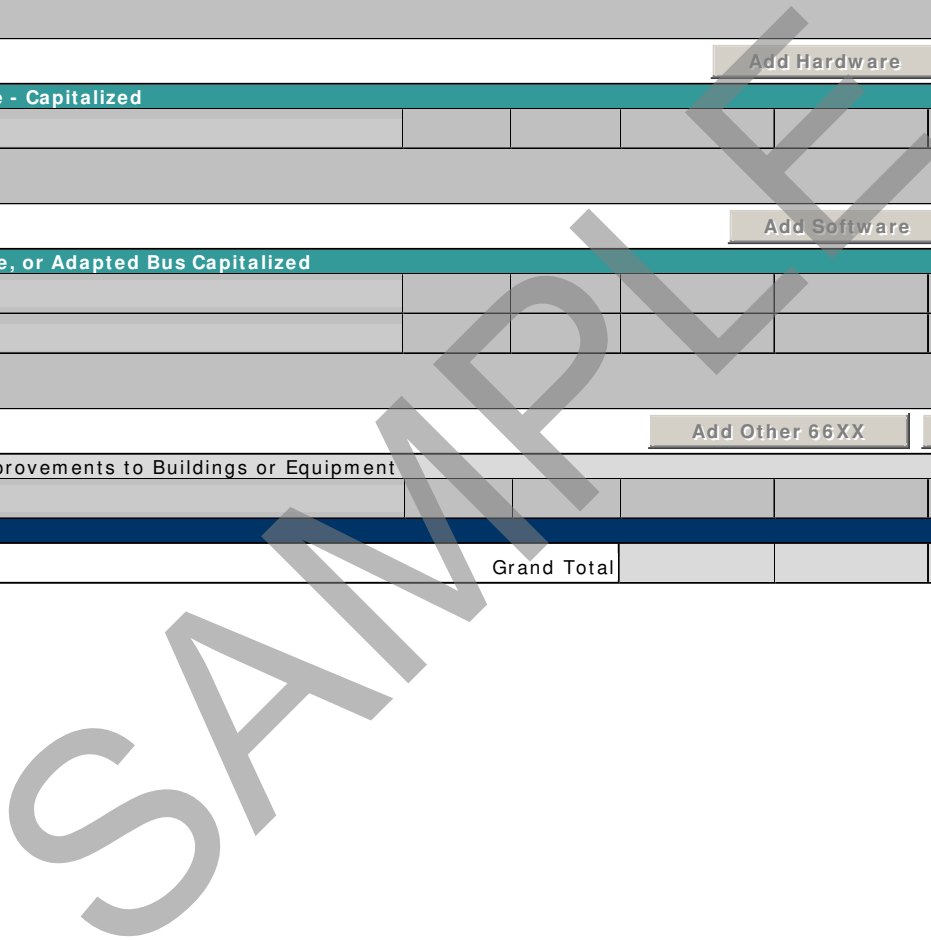 Add Hardware
- Capitalized
Add Software
or Adapted Bus Capitalized
Add Other 66XX
to Buildings or Equipment
Grand Total
SAMPLE